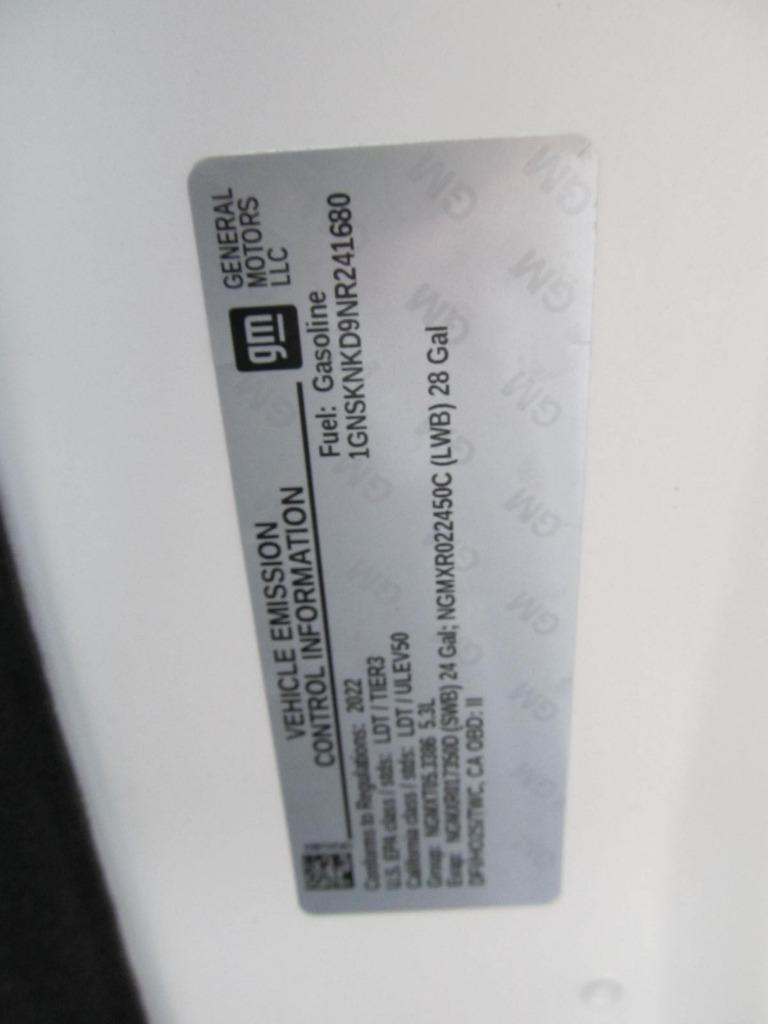 VEHICLE EMISSION
CONTROL INFORMATION
gm
GENERAL
MOTORS
LLC
Fuel: Gasoline
1GNSKNKD9NR241680
Conforms to Regulations: 2022
U.S. EPA class / stds: LDT / TIER3
California class / stds: LDT / ULEV50
Group: NGMXT05.3386 5.3L
Evap: NGMXR017350D (SWB) 24 Gal; NGMXR022450C (LWB) 28 Gal
CA OBD: II